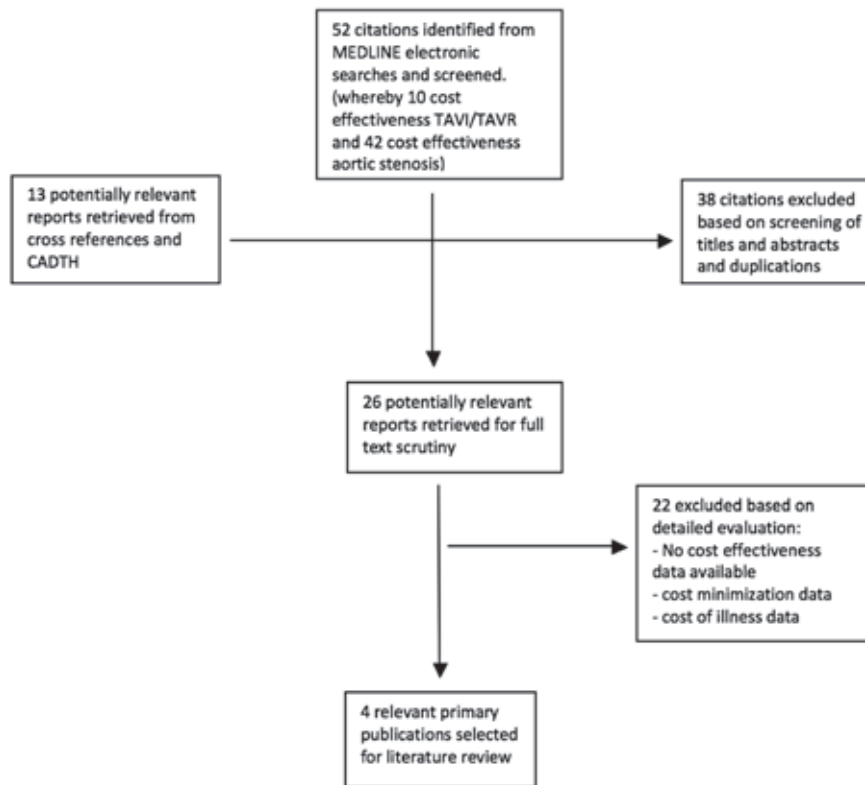 52 citations identified from
MEDLINE electronic
searches and screened.
(whereby 10 cost
effectiveness TAVI/TAVR
and 42 cost effectiveness
aortic stenosis)
13 potentially relevant
reports retrieved from
cross references and
CADTH
38 citations excluded
based on screening of
titles and abstracts
and duplications
26 potentially relevant
reports retrieved for full
text scrutiny
22 excluded based on
detailed evaluation:
- No cost effectiveness
data available
- cost minimization data
- cost of illness data
4 relevant primary
publications selected
for literature review